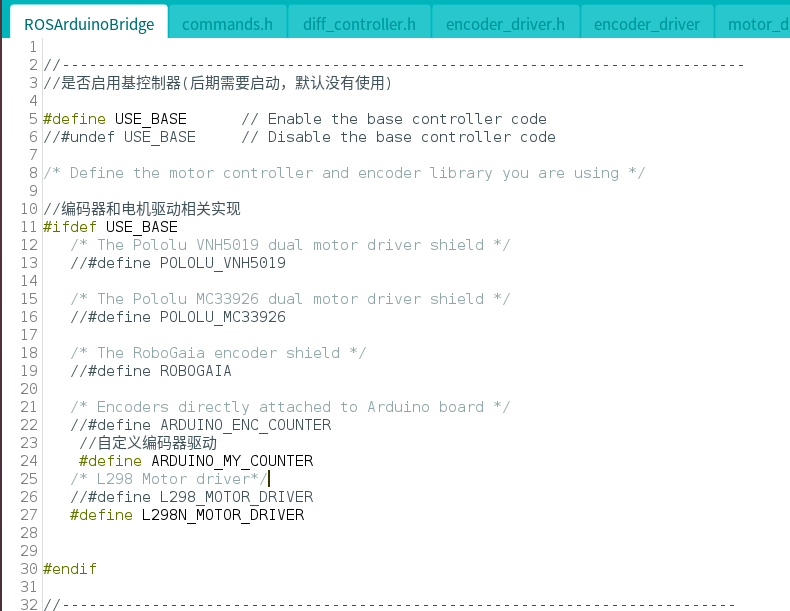 ROSArduinoBridge commands.h diff_controller.h encoder_driver.h encoder_driver motor_d
1
2 //----------------------------------------------------------------------------
3 //是否启用基控制器(后期需要启动，默认没有使用)
4
5 #define USE_BASE      // Enable the base controller code
6 //#undef USE_BASE     // Disable the base controller code
7
8 /* Define the motor controller and encoder library you are using */
9
10 //编码器和电机驱动相关实现
11 #ifdef USE_BASE
12    /* The Pololu VNH5019 dual motor driver shield */
13    //#define POLOLU_VNH5019
14
15    /* The Pololu MC33926 dual motor driver shield */
16    //#define POLOLU_MC33926
17
18    /* The RoboGaia encoder shield */
19    //#define ROBOGAIA
20
21    /* Encoders directly attached to Arduino board */
22    //#define ARDUINO_ENC_COUNTER
23     //自定义编码器驱动
24     #define ARDUINO_MY_COUNTER
25    /* L298 Motor driver*/
26    //#define L298_MOTOR_DRIVER
27    #define L298N_MOTOR_DRIVER
28
29
30 #endif
31
32 //---------------------------------------------------------------------------